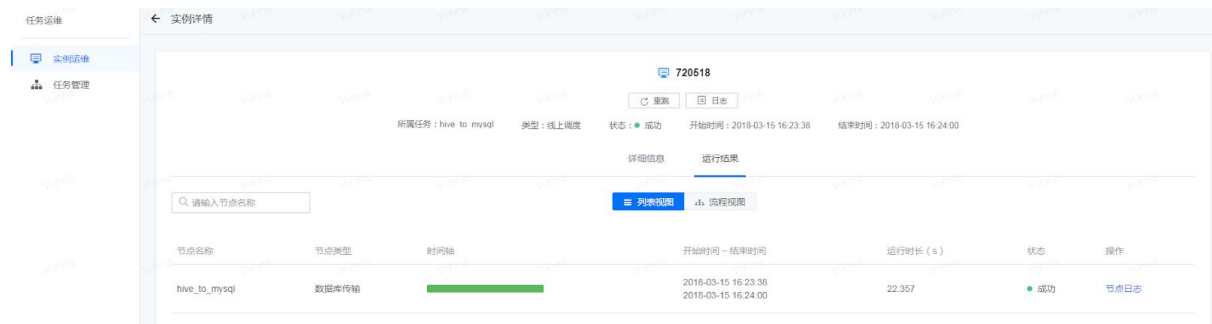 任务运维
← 实例详情
实例运维
任务管理
720518
重跑 日志
所属任务：hive to mysql 类型：线上调度 状态：● 成功 开始时间：2018-03-15 16:23:38 结束时间：2018-03-15 16:24:00
详细信息 运行结果
请输入节点名称 列表视图 流程视图
节点名称 节点类型 时间轴 开始时间 ~ 结束时间 运行时长（s） 状态 操作
hive_to_mysql 数据库传输 2018-03-15 16:23:38 22.357 ● 成功 节点日志
2018-03-15 16:24:00